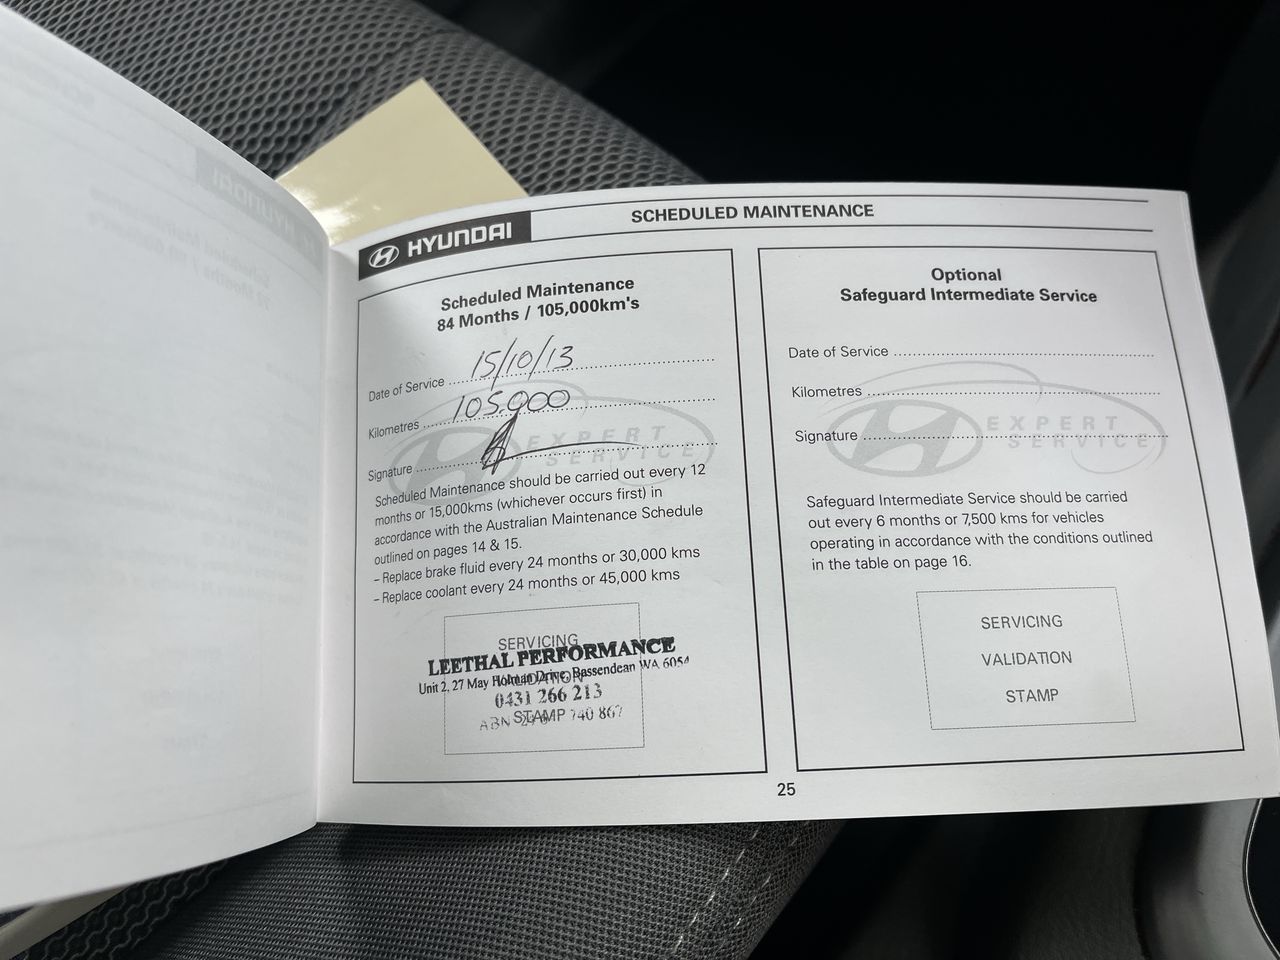 HYUNDAI
SCHEDULED MAINTENANCE
Scheduled Maintenance
84 Months / 105,000km's
Date of Service 15/10/13
Kilometres 105,000
Signature
EXPERT
SERVICE
Scheduled Maintenance should be carried out every 12
months or 15,000kms (whichever occurs first) in
accordance with the Australian Maintenance Schedule
outlined on pages 14 & 15.
– Replace brake fluid every 24 months or 30,000 kms
– Replace coolant every 24 months or 45,000 kms
SERVICING
VALIDATION
STAMP
LEETHAL PERFORMANCE
Unit 2, 27 May Holman Drive, Bassendean WA 6054
0431 266 213
ABN 740 867
Optional
Safeguard Intermediate Service
Date of Service
Kilometres
Signature
EXPERT
SERVICE
Safeguard Intermediate Service should be carried
out every 6 months or 7,500 kms for vehicles
operating in accordance with the conditions outlined
in the table on page 16.
SERVICING
VALIDATION
STAMP
25